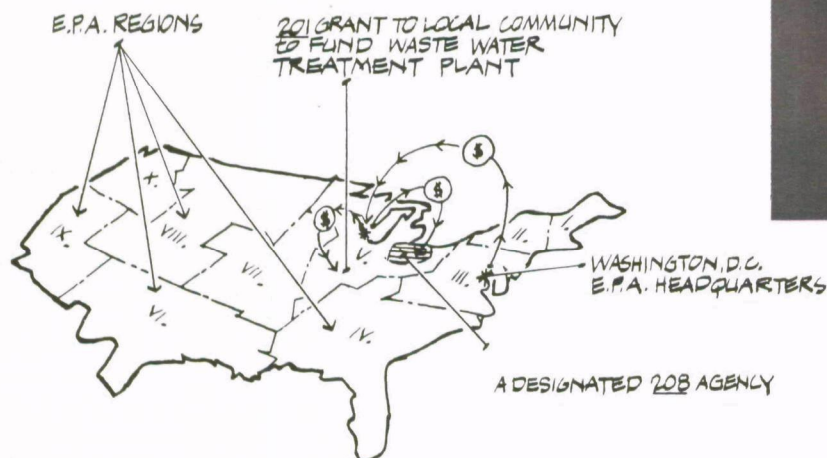 E.P.A. REGIONS
201 GRANT TO LOCAL COMMUNITY
to FUND WASTE WATER
TREATMENT PLANT
$
$
$
X.
IX.
VIII.
VII.
VI.
V.
IV.
III.
II.
I.
WASHINGTON, D.C.
E.P.A. HEADQUARTERS
A DESIGNATED 208 AGENCY